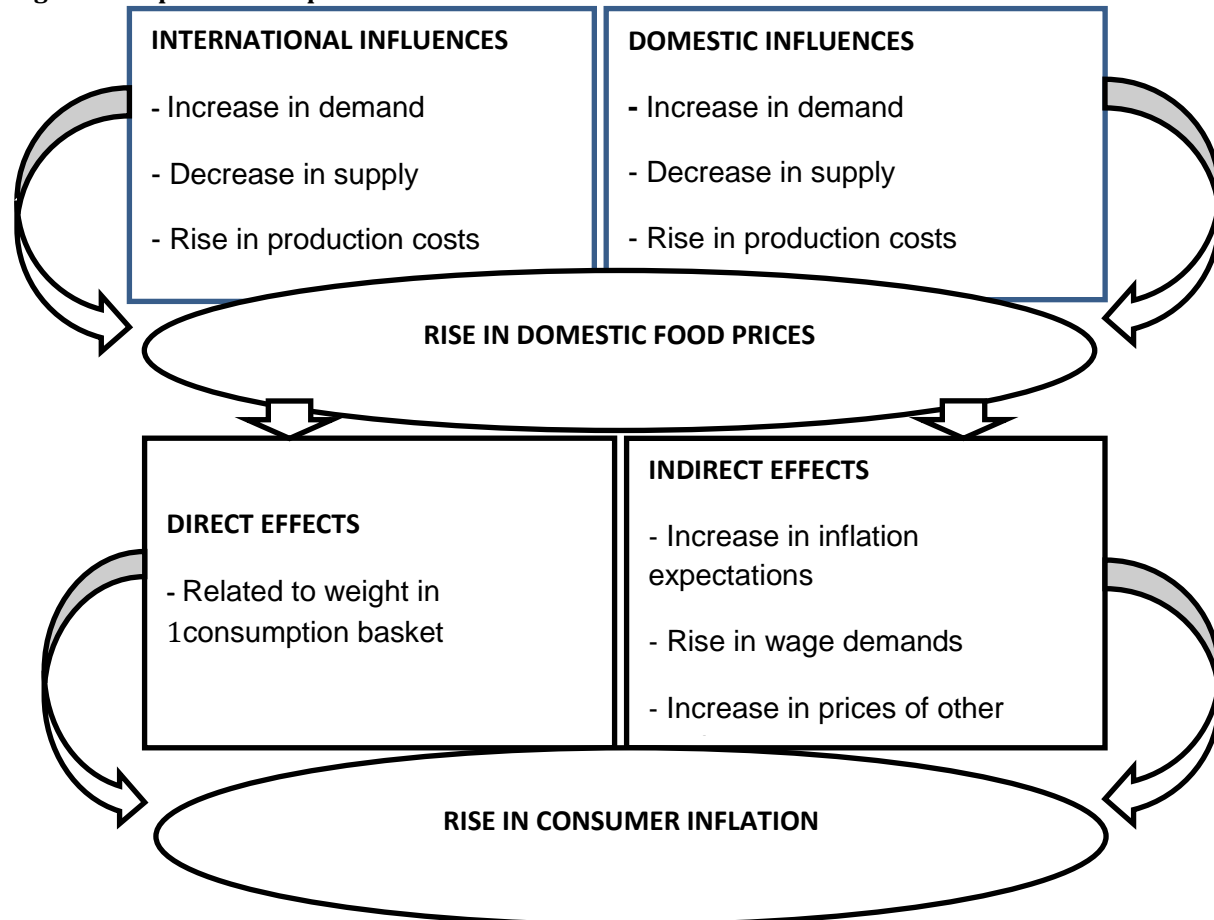 INTERNATIONAL INFLUENCES
- Increase in demand
- Decrease in supply
- Rise in production costs
DOMESTIC INFLUENCES
- Increase in demand
- Decrease in supply
- Rise in production costs
RISE IN DOMESTIC FOOD PRICES
DIRECT EFFECTS
- Related to weight in
1consumption basket
INDIRECT EFFECTS
- Increase in inflation
expectations
- Rise in wage demands
- Increase in prices of other
RISE IN CONSUMER INFLATION